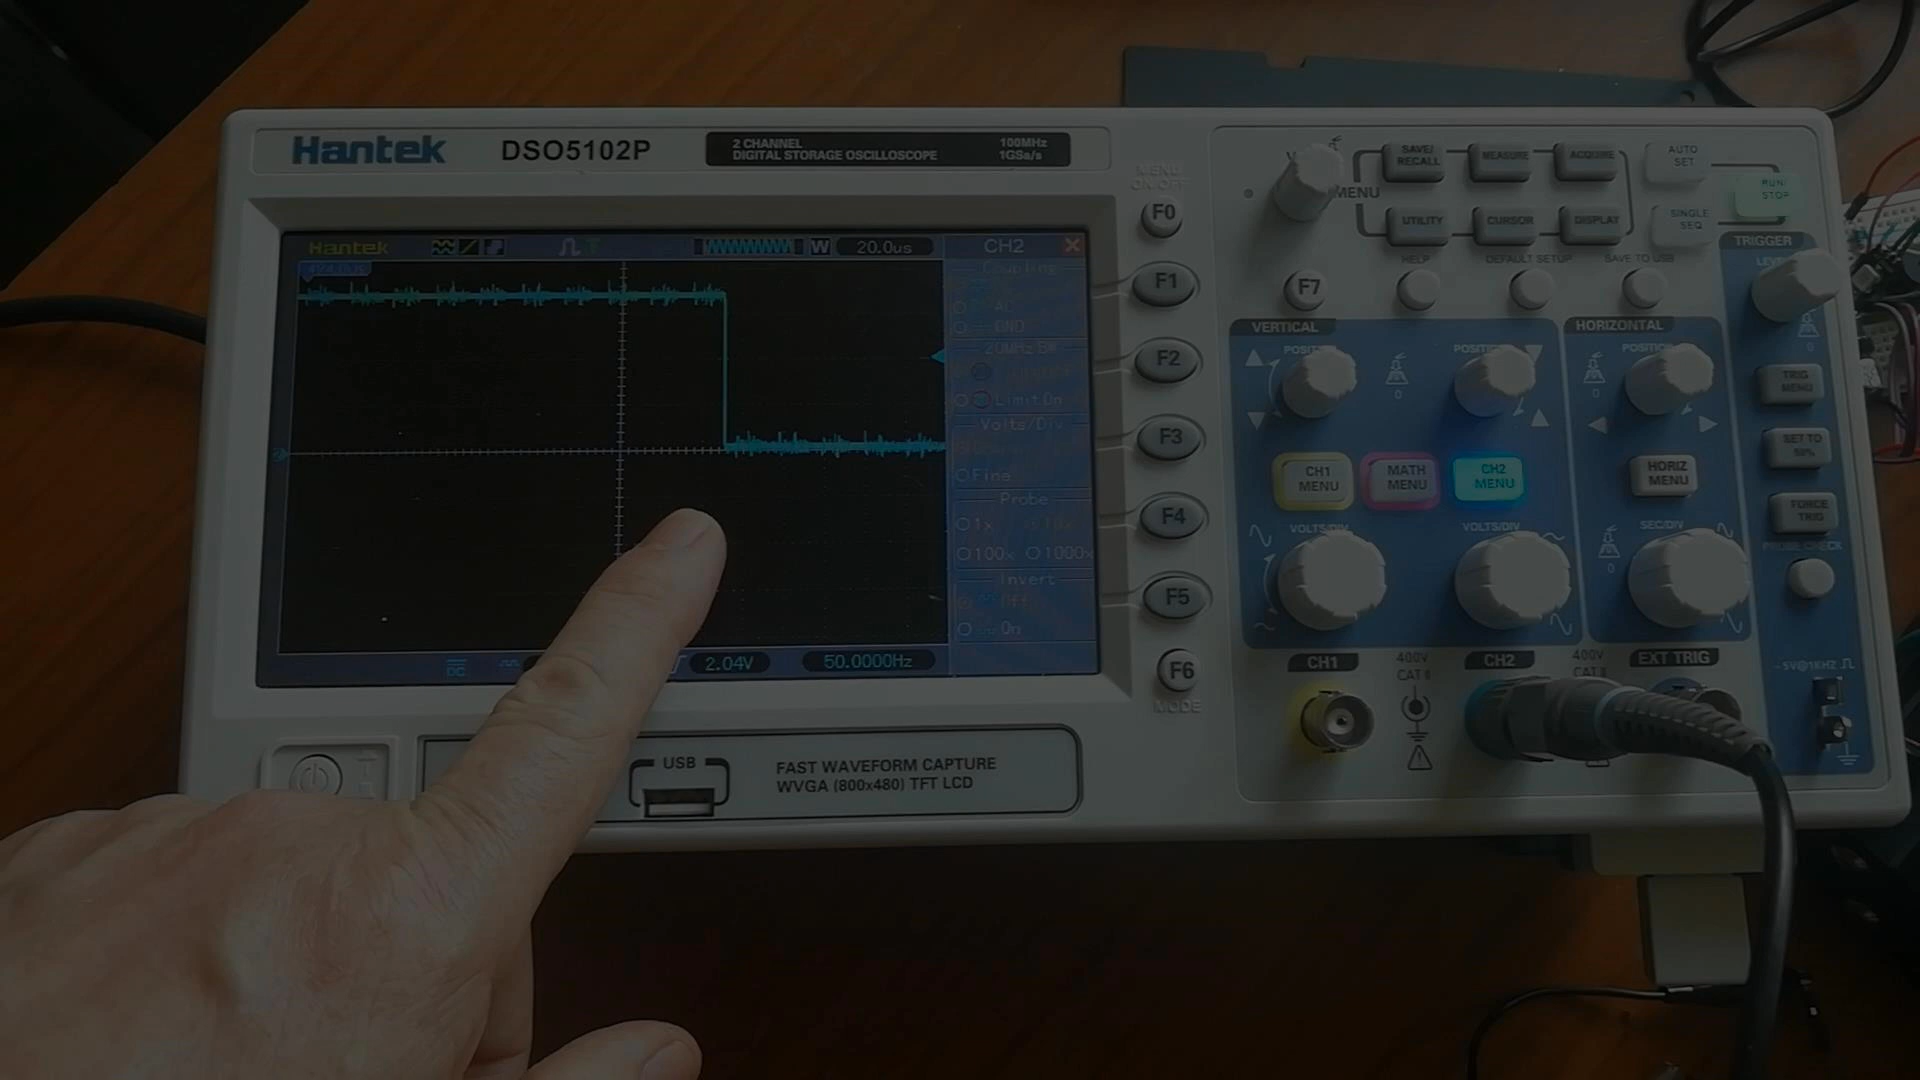 Hantek
DSO5102P
2 CHANNEL
DIGITAL STORAGE OSCILLOSCOPE
100MHz
1GSa/s
MENU
ON/OFF
F0
Hantek
W
20.0us
CH2
Coupling
AC
GND
20MHz BW
Limit On
Volts/Div
Fine
Probe
1x
10x
100x
1000x
Invert
Off
On
DC
2.04V
50.0000Hz
F1
F2
F3
F4
F5
F6
MODE
USB
FAST WAVEFORM CAPTURE
WVGA (800x480) TFT LCD
MENU
SAVE/
RECALL
MEASURE
ACQUIRE
UTILITY
CURSOR
DISPLAY
AUTO
SET
RUN/
STOP
SINGLE
SEQ
F7
HELP
DEFAULT SETUP
SAVE TO USB
TRIGGER
TRIG
MENU
SET TO
50%
FORCE
TRIG
PROBE CHECK
VERTICAL
CH1
MENU
MATH
MENU
CH2
MENU
VOLTS/DIV
VOLTS/DIV
HORIZONTAL
POSITION
HORIZ
MENU
SEC/DIV
CH1
400V
CAT II
CH2
400V
EXT TRIG
~5V@1KHZ